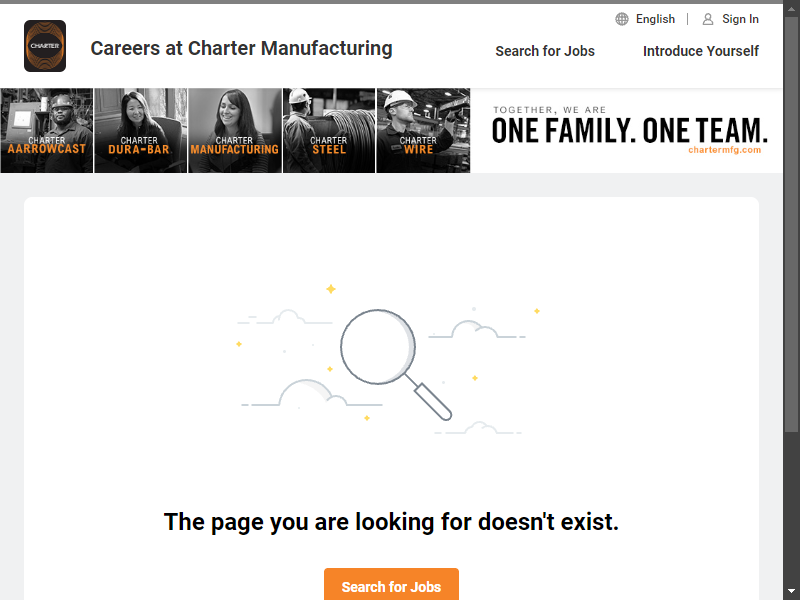 English
Sign In
CHARTER
Careers at Charter Manufacturing
Search for Jobs
Introduce Yourself
CHARTER
AARROWCAST
CHARTER
DURA-BAR
CHARTER
MANUFACTURING
CHARTER
STEEL
CHARTER
WIRE
TOGETHER, WE ARE
ONE FAMILY. ONE TEAM.
chartermfg.com
The page you are looking for doesn't exist.
Search for Jobs